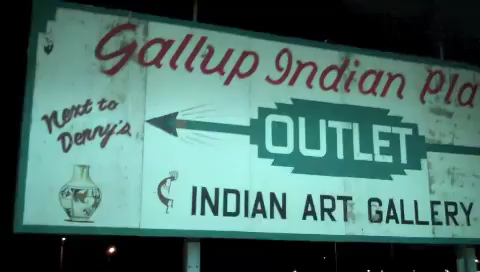 Gallup Indian Pla
Next to
Denny's
OUTLET
INDIAN ART GALLERY